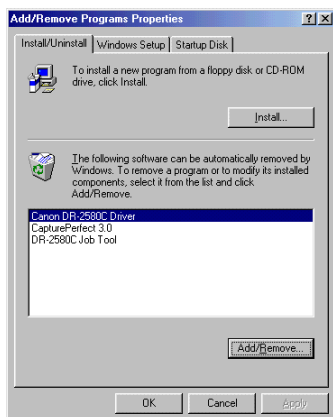 Add/Remove Programs Properties
Install/Uninstall Windows Setup Startup Disk
To install a new program from a floppy disk or CD-ROM
drive, click Install.
Install...
The following software can be automatically removed by
Windows. To remove a program or to modify its installed
components, select it from the list and click
Add/Remove.
Canon DR-2580C Driver
CapturePerfect 3.0
DR-2580C Job Tool
Add/Remove...
OK Cancel Apply